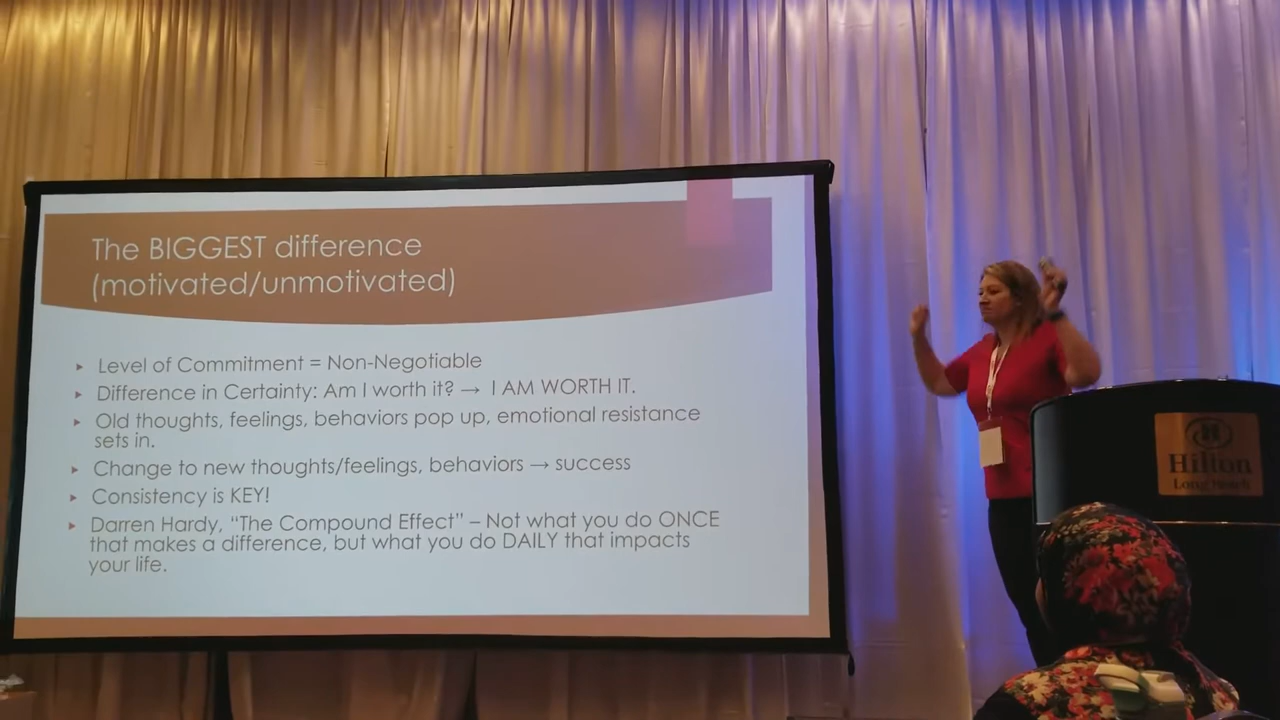 The BIGGEST difference
(motivated/unmotivated)
Level of Commitment = Non-Negotiable
Difference in Certainty: Am I worth it? → I AM WORTH IT.
Old thoughts, feelings, behaviors pop up, emotional resistance
sets in.
Change to new thoughts/feelings, behaviors → success
Consistency is KEY!
Darren Hardy, “The Compound Effect” – Not what you do ONCE
that makes a difference, but what you do DAILY that impacts
your life.
H
Hilton
Long Beach